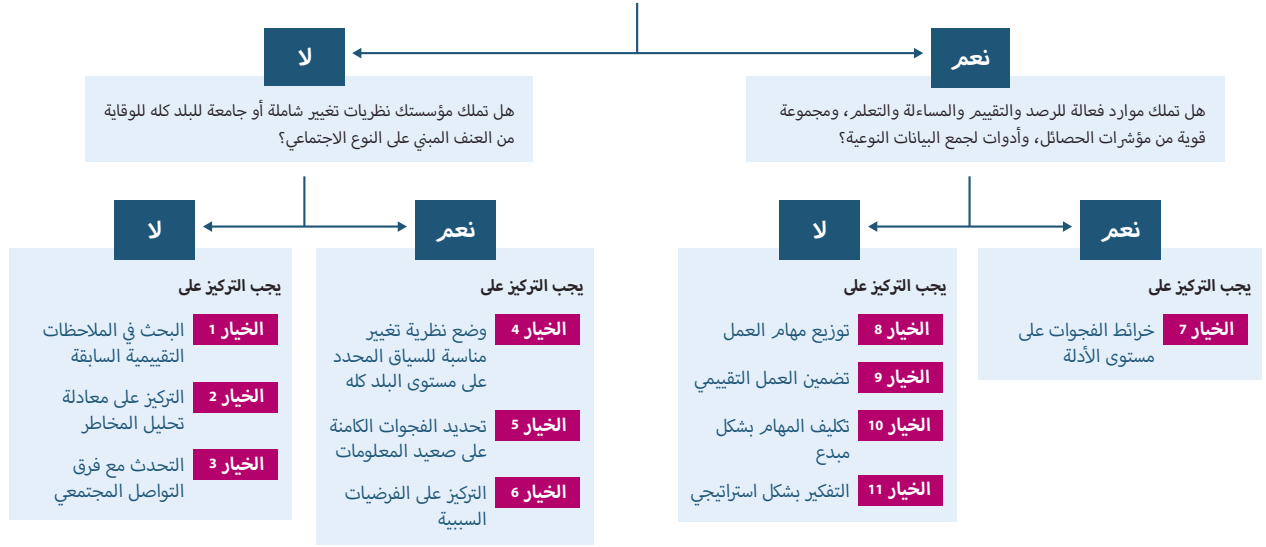 نعم
هل تملك موارد فعالة للرصد والتقييم والمساءلة والتعلم، ومجموعة
قوية من مؤشرات الحصائل، وأدوات لجمع البيانات النوعية؟
نعم
يجب التركيز على
الخيار 7 خرائط الفجوات على
مستوى الأدلة
لا
يجب التركيز على
الخيار 8 توزيع مهام العمل
الخيار 9 تضمين العمل التقييمي
الخيار 10 تكليف المهام بشكل
مبدع
الخيار 11 التفكير بشكل استراتيجي
لا
هل تملك مؤسستك نظريات تغيير شاملة أو جامعة للبلد كله للوقاية
من العنف المبني على النوع الاجتماعي؟
نعم
يجب التركيز على
الخيار 4 وضع نظرية تغيير
مناسبة للسياق المحدد
على مستوى البلد كله
الخيار 5 تحديد الفجوات الكامنة
على صعيد المعلومات
الخيار 6 التركيز على الفرضيات
السببية
لا
يجب التركيز على
الخيار 1 البحث في الملاحظات
التقييمية السابقة
الخيار 2 التركيز على معادلة
تحليل المخاطر
الخيار 3 التحدث مع فرق
التواصل المجتمعي